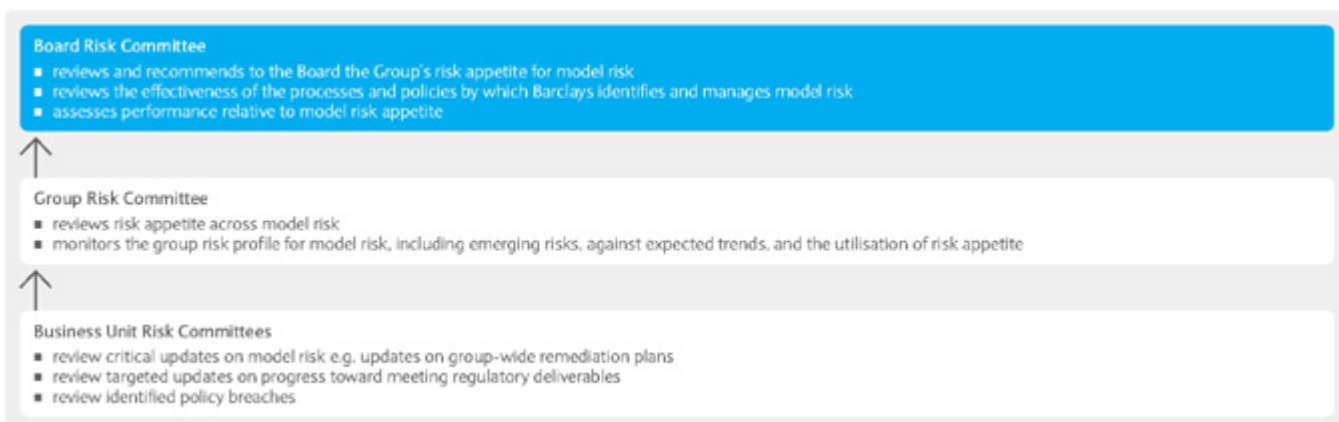 Board Risk Committee
▪ reviews and recommends to the Board the Group's risk appetite for model risk
▪ reviews the effectiveness of the processes and policies by which Barclays identifies and manages model risk
▪ assesses performance relative to model risk appetite
Group Risk Committee
▪ reviews risk appetite across model risk
▪ monitors the group risk profile for model risk, including emerging risks, against expected trends, and the utilisation of risk appetite
Business Unit Risk Committees
▪ review critical updates on model risk e.g. updates on group-wide remediation plans
▪ review targeted updates on progress toward meeting regulatory deliverables
▪ review identified policy breaches